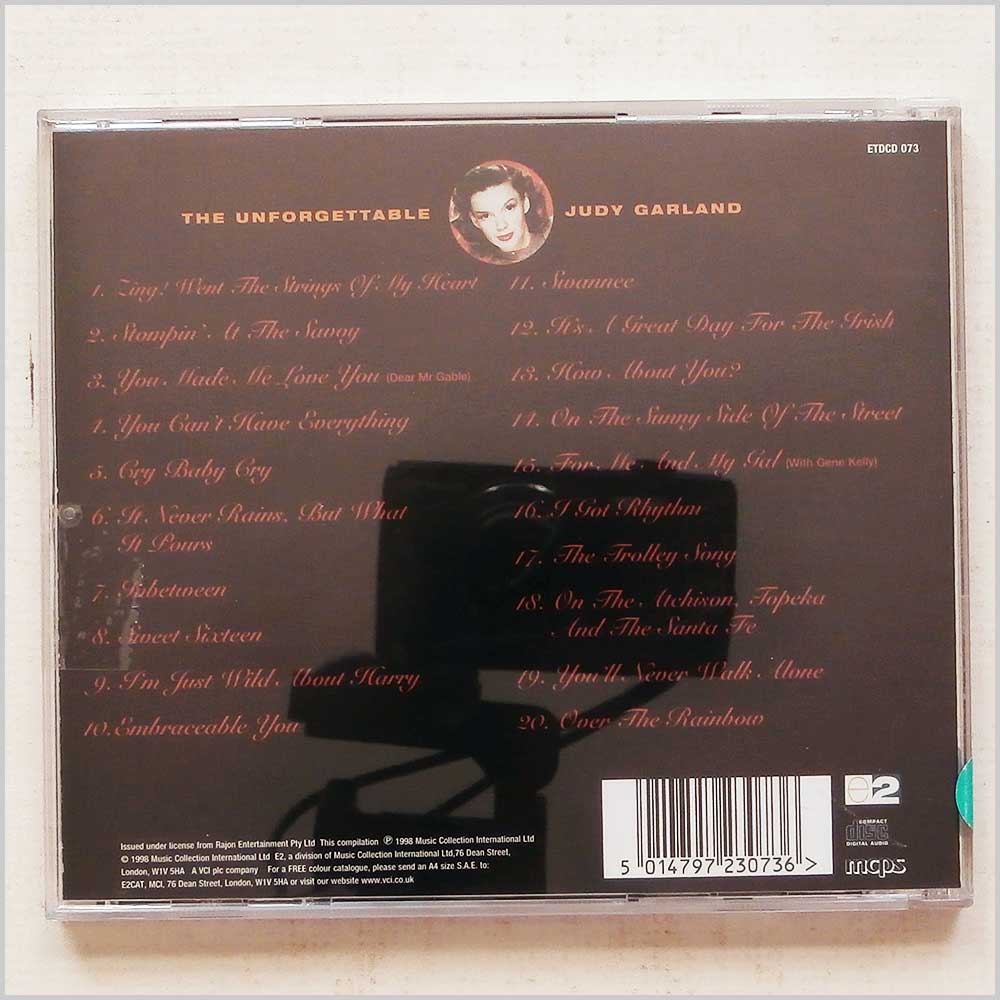 ETDCD 073
THE UNFORGETTABLE JUDY GARLAND
1. Zing! Went The Strings Of My Heart
2. Stompin' At The Savoy
3. You Made Me Love You (Dear Mr Gable)
4. You Can't Have Everything
5. Cry Baby Cry
6. It Never Rains, But What
It Pours
7. Inbetween
8. Sweet Sixteen
9. I'm Just Wild About Harry
10. Embraceable You
11. Swannee
12. It's A Great Day For The Irish
13. How About You?
14. On The Sunny Side Of The Street
15. For Me And My Gal (With Gene Kelly)
16. I Got Rhythm
17. The Trolley Song
18. On The Atchison, Topeka
And The Santa Fe
19. You'll Never Walk Alone
20. Over The Rainbow
Issued under license from Rajon Entertainment Pty Ltd This compilation ℗ 1998 Music Collection International Ltd
© 1998 Music Collection International Ltd E2, a division of Music Collection International Ltd,76 Dean Street,
London, W1V 5HA A VCI plc company For a FREE colour catalogue, please send an A4 size S.A.E. to:
E2CAT, MCI, 76 Dean Street, London, W1V 5HA or visit our website www.vci.co.uk
5 014797 230736 >
e2
COMPACT
disc
DIGITAL AUDIO
mcps